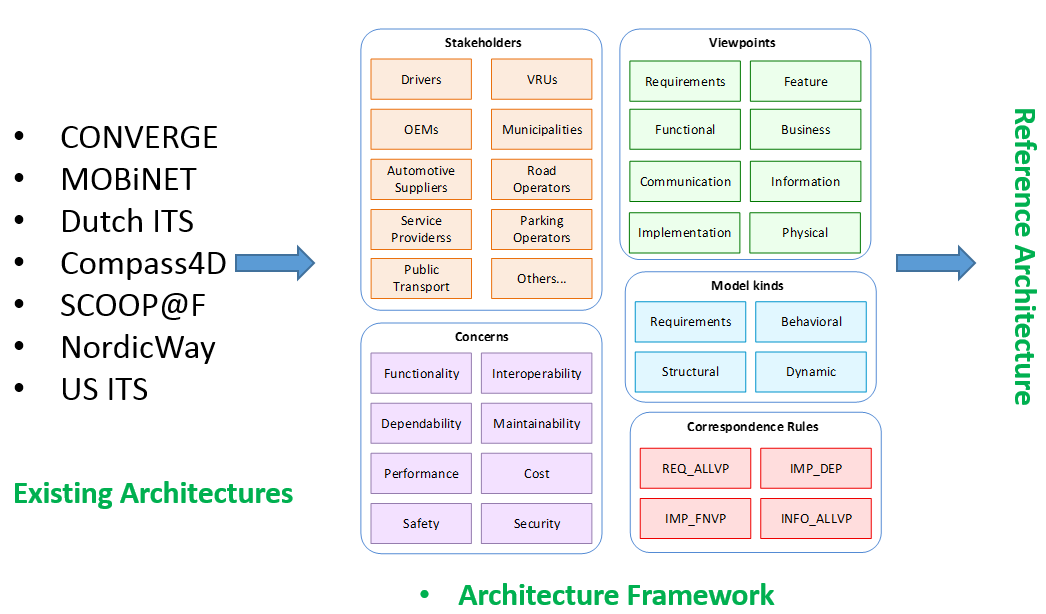 • CONVERGE
• MOBiNET
• Dutch ITS
• Compass4D
• SCOOP@F
• NordicWay
• US ITS
Existing Architectures
Stakeholders
Drivers
VRUs
OEMs
Municipalities
Automotive
Suppliers
Road
Operators
Service
Providerss
Parking
Operators
Public
Transport
Others...
Concerns
Functionality
Interoperability
Dependability
Maintainability
Performance
Cost
Safety
Security
Viewpoints
Requirements
Feature
Functional
Business
Communication
Information
Implementation
Physical
Model kinds
Requirements
Behavioral
Structural
Dynamic
Correspondence Rules
REQ_ALLVP
IMP_DEP
IMP_FNVP
INFO_ALLVP
• Architecture Framework
Reference Architecture